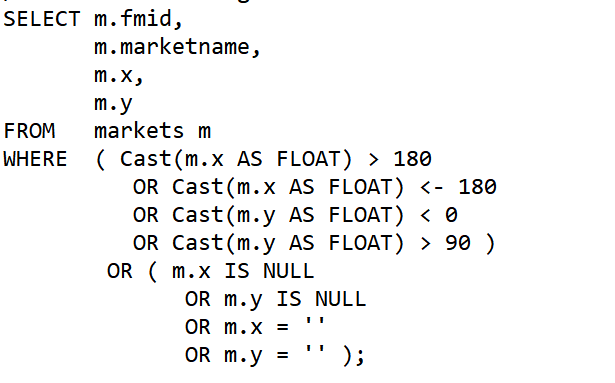 SELECT m.fmid,
       m.marketname,
       m.x,
       m.y
FROM   markets m
WHERE  ( Cast(m.x AS FLOAT) > 180
          OR Cast(m.x AS FLOAT) <- 180
          OR Cast(m.y AS FLOAT) < 0
          OR Cast(m.y AS FLOAT) > 90 )
        OR ( m.x IS NULL
              OR m.y IS NULL
              OR m.x = ''
              OR m.y = '' );